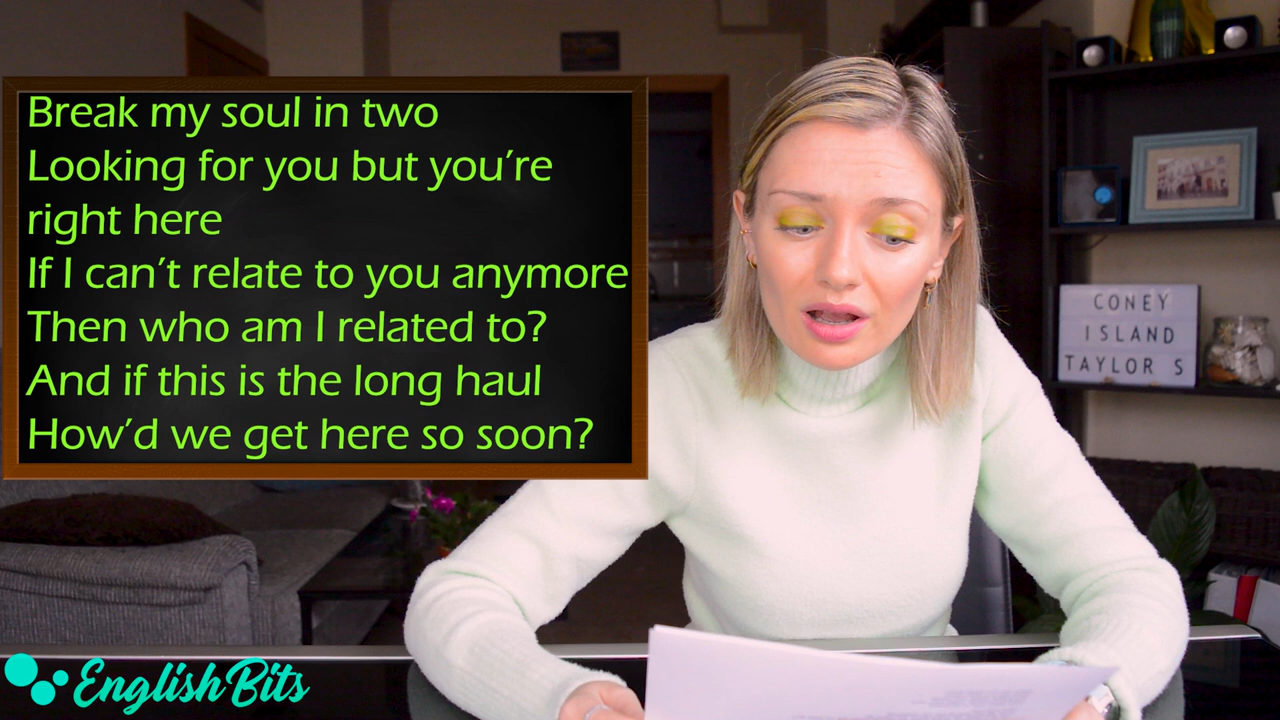 Break my soul in two
Looking for you but you're
right here
If I can't relate to you anymore
Then who am I related to?
And if this is the long haul
How'd we get here so soon?
CONEY
ISLAND
TAYLOR S
EnglishBits